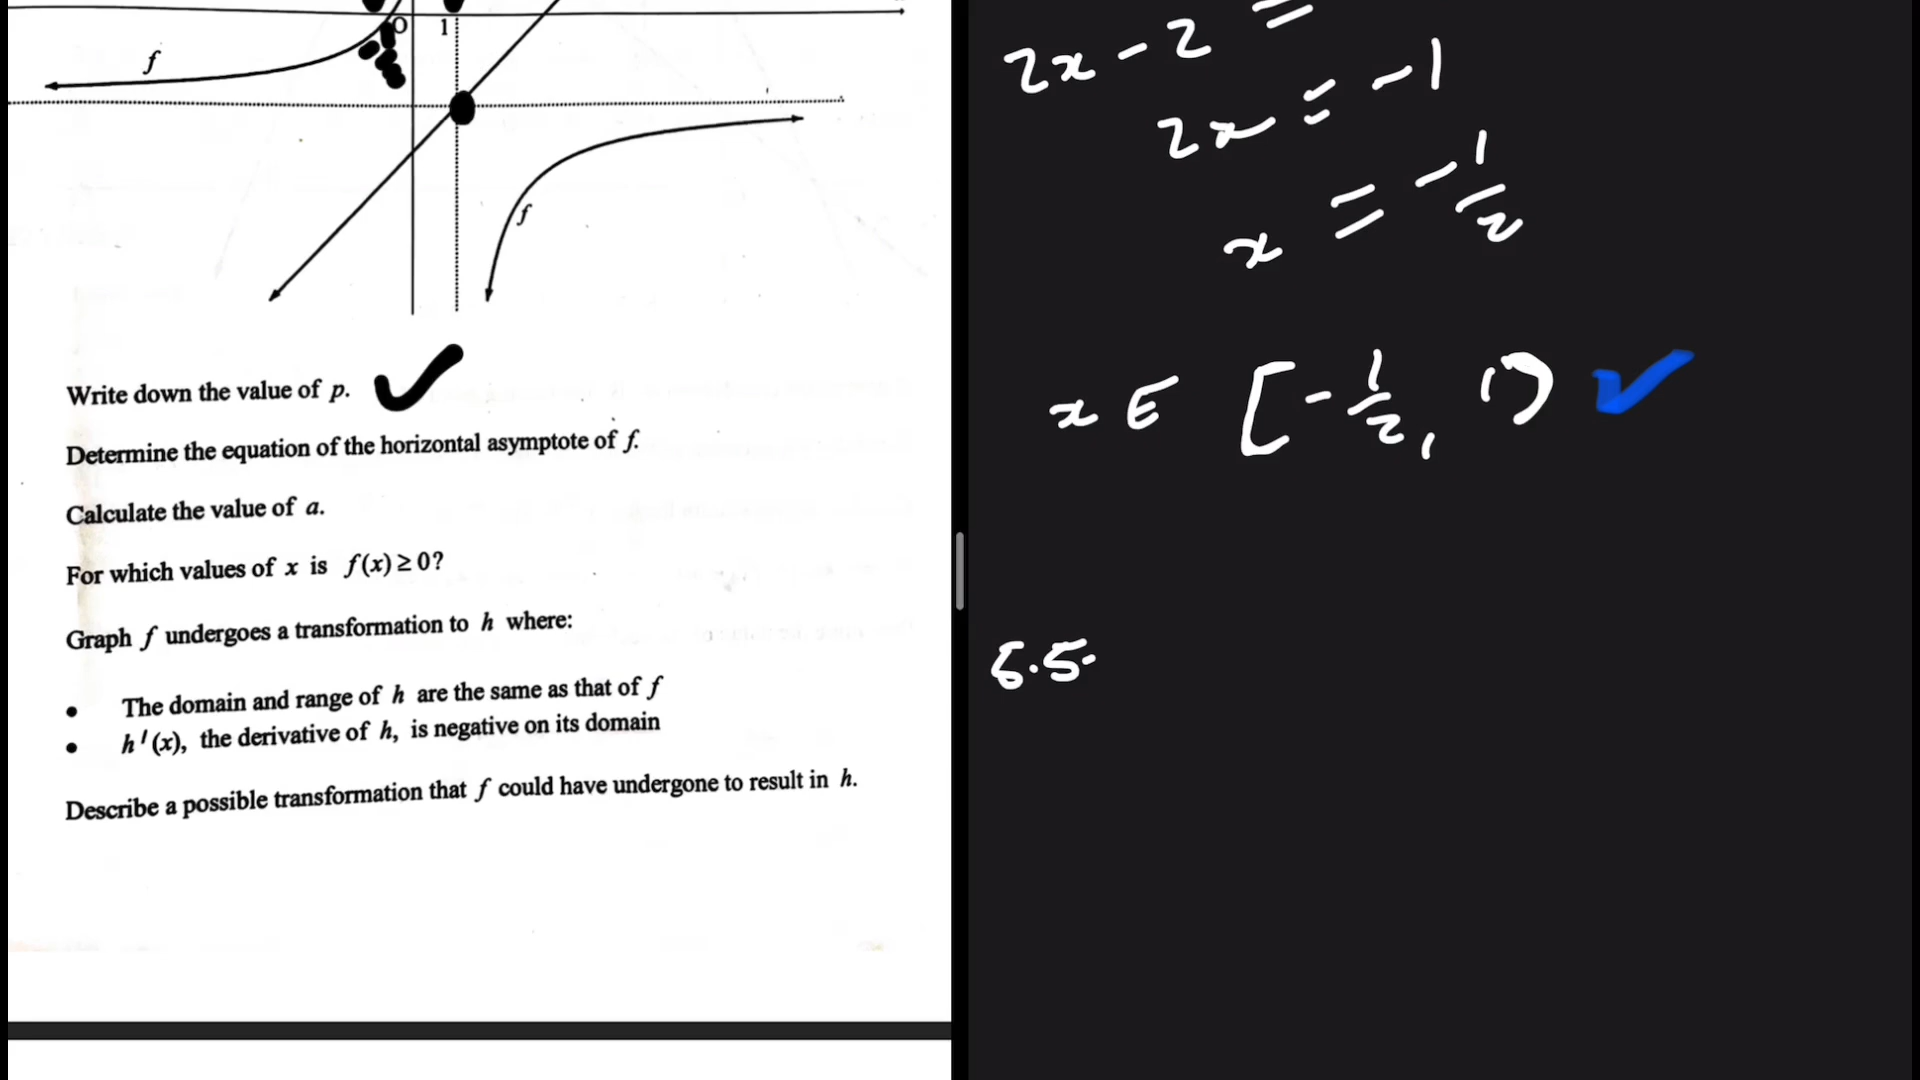 0 1
f
f
Write down the value of p.
Determine the equation of the horizontal asymptote of f.
Calculate the value of a.
For which values of x is f(x) ≥ 0?
Graph f undergoes a transformation to h where:
• The domain and range of h are the same as that of f
• h ′(x), the derivative of h, is negative on its domain
Describe a possible transformation that f could have undergone to result in h.
2x - 2 =
2x = -1
x = -1/2
x ∈ [-1/2, 1)
6.5.